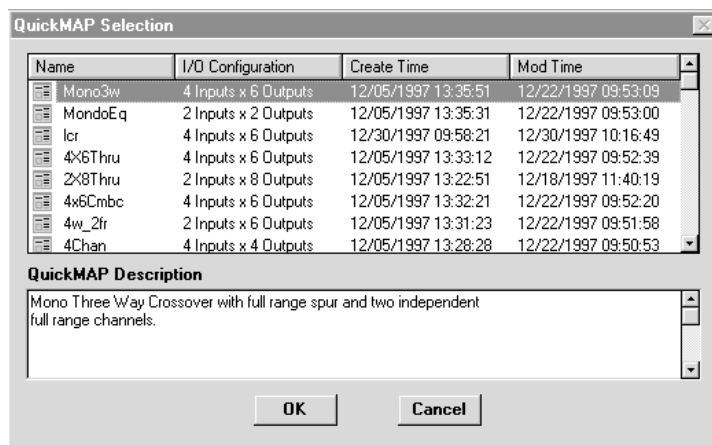 QuickMAP Selection
Name I/O Configuration Create Time Mod Time
Mono3w 4 Inputs x 6 Outputs 12/05/1997 13:35:51 12/22/1997 09:53:09
MondoEq 2 Inputs x 2 Outputs 12/05/1997 13:35:31 12/22/1997 09:53:00
lcr 4 Inputs x 6 Outputs 12/30/1997 09:58:21 12/30/1997 10:16:49
4X6Thru 4 Inputs x 6 Outputs 12/05/1997 13:33:12 12/22/1997 09:52:39
2X8Thru 2 Inputs x 8 Outputs 12/05/1997 13:22:51 12/18/1997 11:40:19
4x6Cmbc 4 Inputs x 6 Outputs 12/05/1997 13:32:21 12/22/1997 09:52:20
4w_2fr 2 Inputs x 6 Outputs 12/05/1997 13:31:23 12/22/1997 09:51:58
4Chan 4 Inputs x 4 Outputs 12/05/1997 13:28:28 12/22/1997 09:50:53
QuickMAP Description
Mono Three Way Crossover with full range spur and two independent
full range channels.
OK Cancel